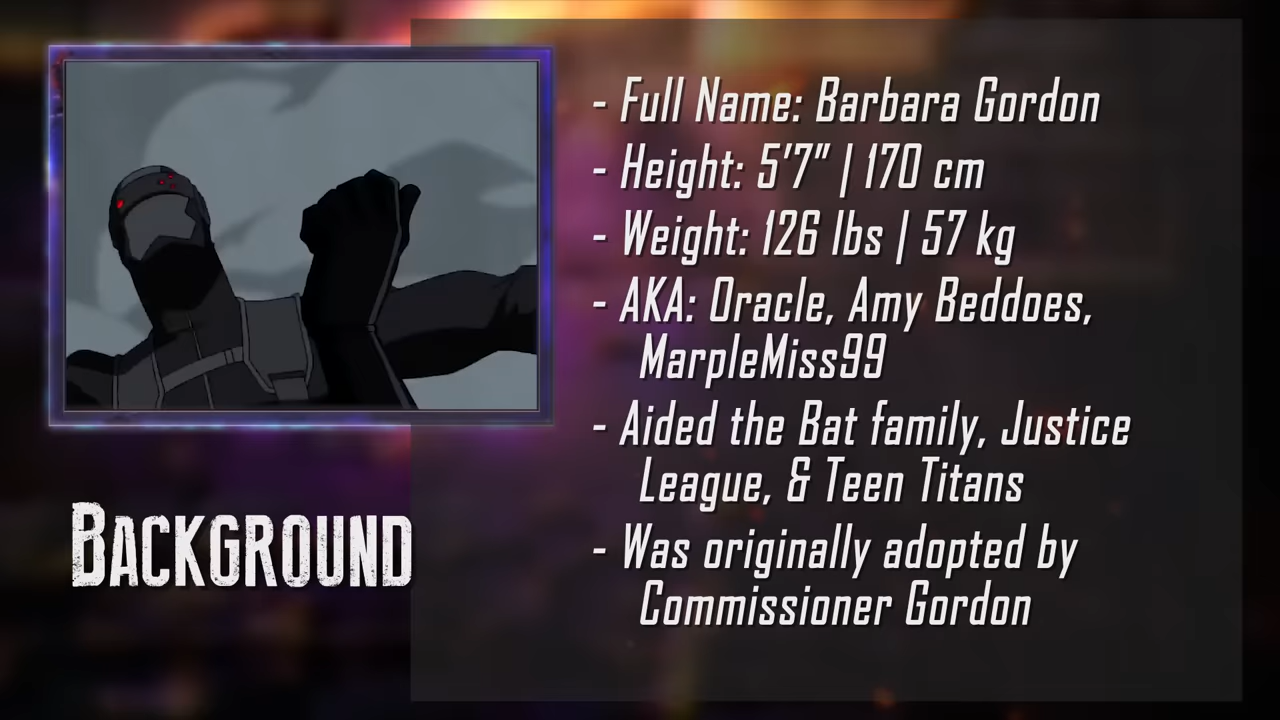 - Full Name: Barbara Gordon
- Height: 5'7" | 170 cm
- Weight: 126 lbs | 57 kg
- AKA: Oracle, Amy Beddoes,
MarpleMiss99
- Aided the Bat family, Justice
League, & Teen Titans
- Was originally adopted by
Commissioner Gordon
Background